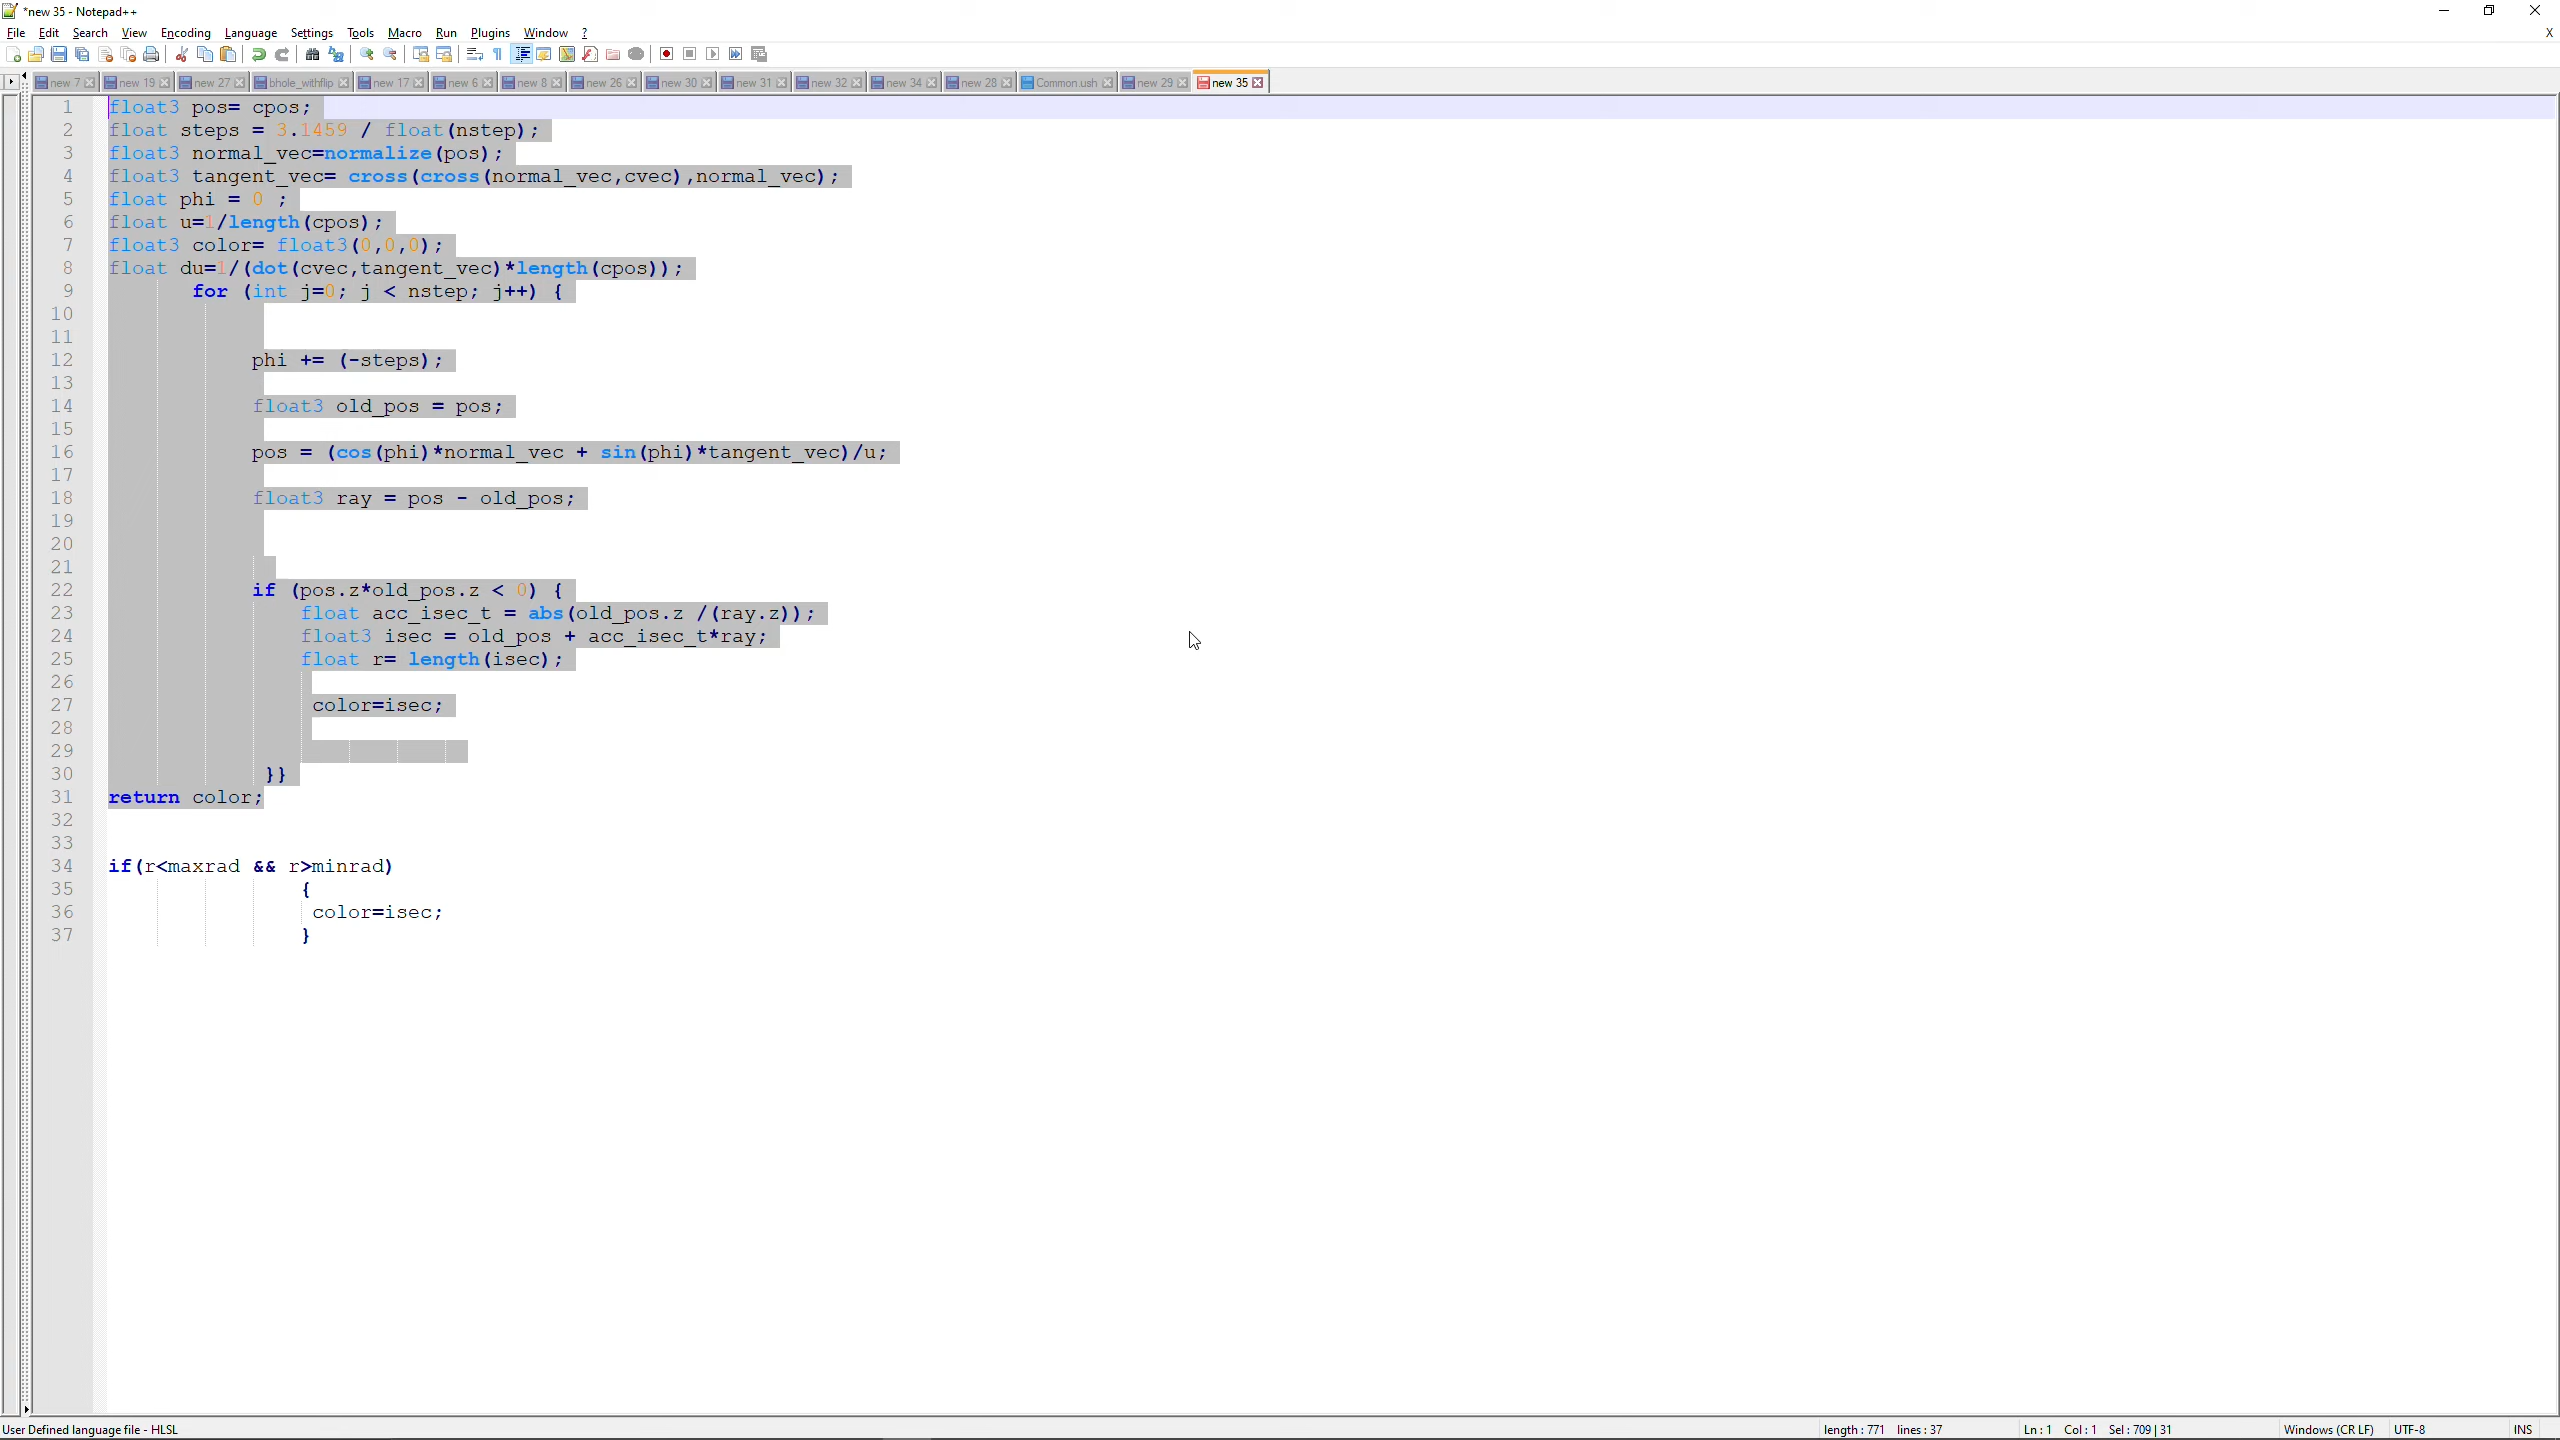 *new 35 - Notepad++
File Edit Search View Encoding Language Settings Tools Macro Run Plugins Window ? X
new 7 new 19 new 27 bhole_withflip new 17 new 6 new 8 new 26 new 30 new 31 new 32 new 34 new 28 Common.ush new 29 new 35
1 float3 pos= cpos;
2 float steps = 3.1459 / float(nstep);
3 float3 normal_vec=normalize(pos);
4 float3 tangent_vec= cross(cross(normal_vec,cvec),normal_vec);
5 float phi = 0 ;
6 float u=1/length(cpos);
7 float3 color= float3(0,0,0);
8 float du=1/(dot(cvec,tangent_vec)*length(cpos));
9 for (int j=0; j < nstep; j++) {
10
11
12 phi += (-steps);
13
14 float3 old_pos = pos;
15
16 pos = (cos(phi)*normal_vec + sin(phi)*tangent_vec)/u;
17
18 float3 ray = pos - old_pos;
19
20
21
22 if (pos.z*old_pos.z < 0) {
23 float acc_isec_t = abs(old_pos.z /(ray.z));
24 float3 isec = old_pos + acc_isec_t*ray;
25 float r= length(isec);
26
27 color=isec;
28
29
30 }}
31 return color;
32
33
34 if(r<maxrad && r>minrad)
35 {
36 color=isec;
37 }
User Defined language file - HLSL length : 771 lines : 37 Ln : 1 Col : 1 Sel : 709 | 31 Windows (CR LF) UTF-8 INS